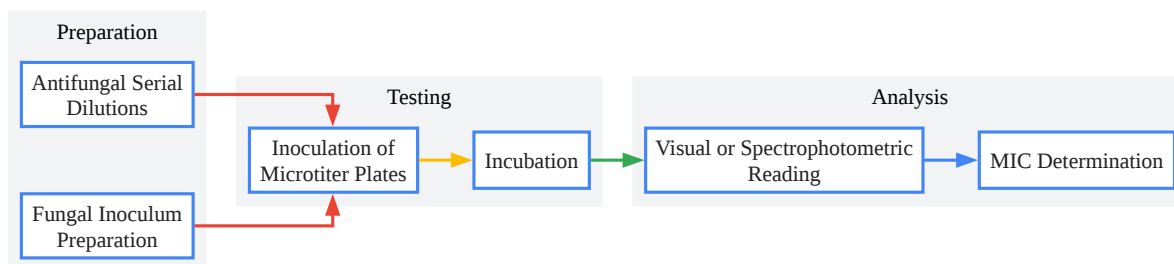 Preparation
Antifungal Serial
Dilutions
Fungal Inoculum
Preparation
Testing
Inoculation of
Microtiter Plates
Incubation
Analysis
Visual or Spectrophotometric
Reading
MIC Determination